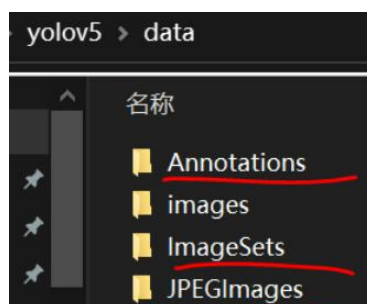 yolov5 > data
名称
Annotations
images
ImageSets
JPEGImages